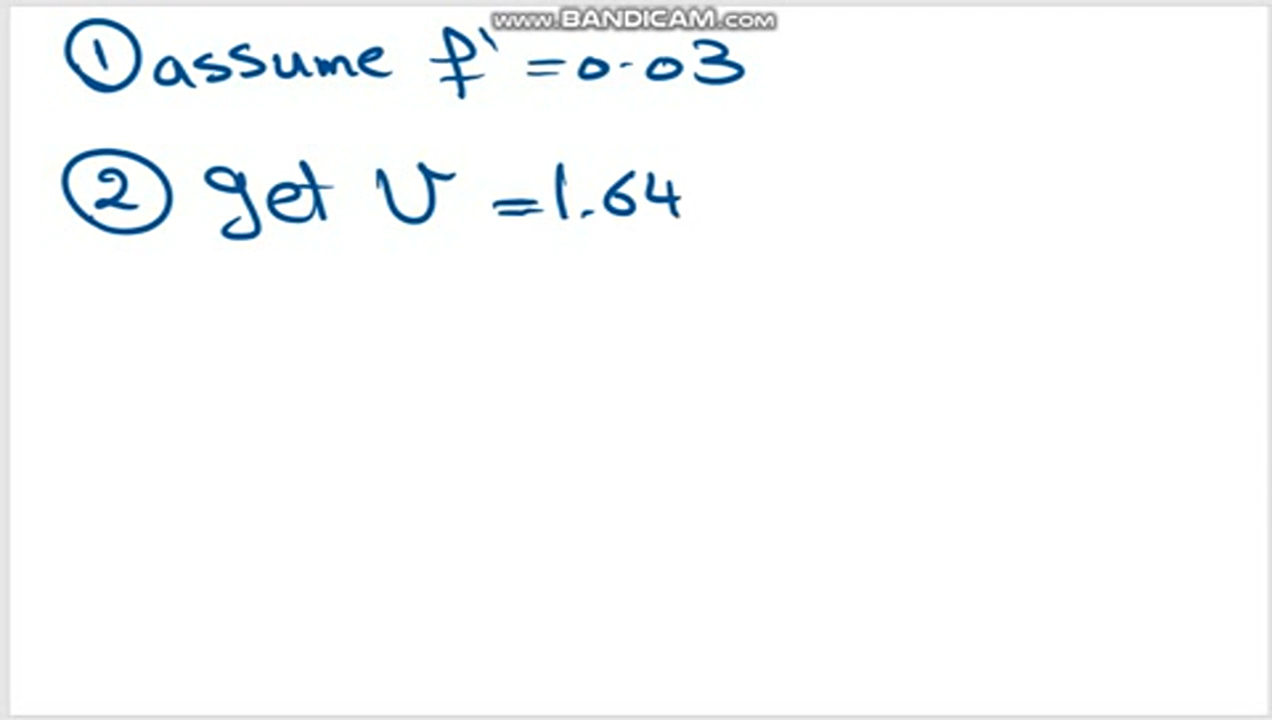 www.BANDICAM.com
① assume f' = 0.03
② get V = 1.64